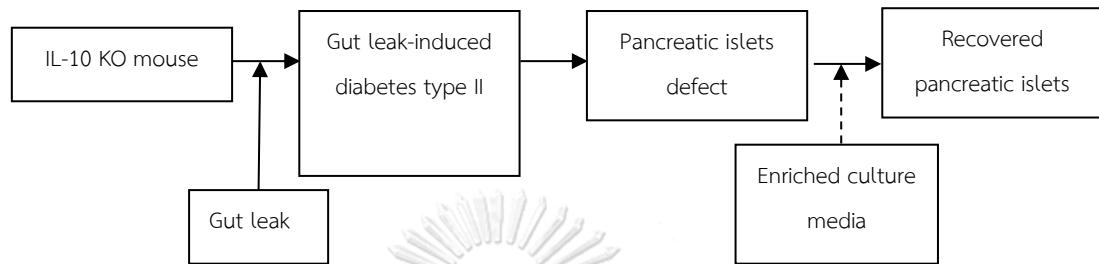 IL-10 KO mouse
Gut leak-induced
diabetes type II
Pancreatic islets
defect
Recovered
pancreatic islets
Gut leak
Enriched culture
media